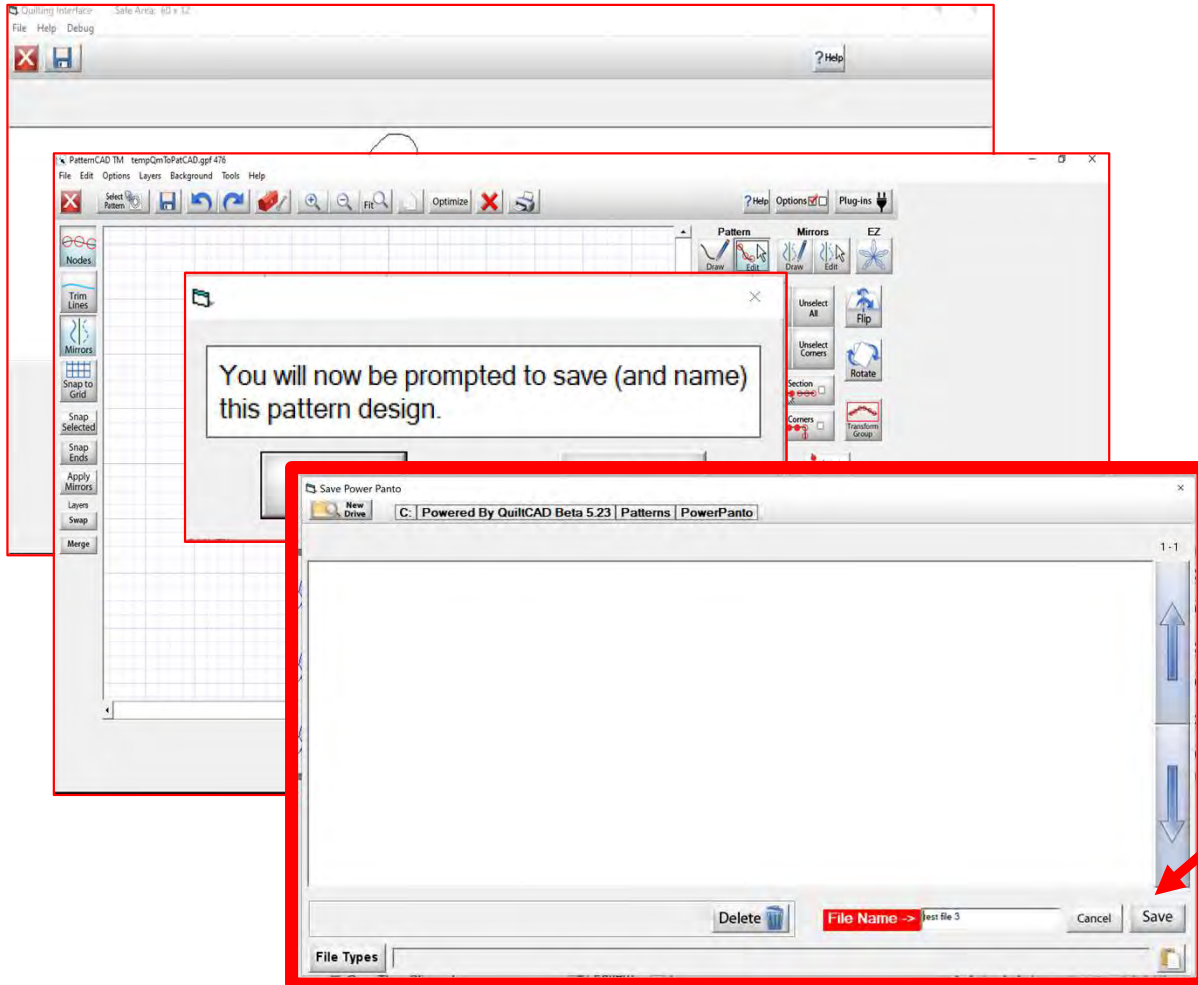 Quilting Interface Safe Area: 60 x 12
File Help Debug
? Help
PatternCAD TM tempQmToPatCAD.gpf 476
File Edit Options Layers Background Tools Help
Select Pattern
Fit
Optimize
? Help
Options
Plug-ins
Pattern
Mirrors
EZ
Draw
Edit
Draw
Edit
Nodes
Trim
Lines
Mirrors
Snap to
Grid
Snap
Selected
Snap
Ends
Apply
Mirrors
Layers
Swap
Merge
Unselect
All
Flip
Unselect
Corners
Rotate
Section
Corners
Transform
Group
You will now be prompted to save (and name)
this pattern design.
Save Power Panto
New
Drive
C: Powered By QuiltCAD Beta 5.23 Patterns PowerPanto
1 - 1
Delete
File Name -> test file 3
Cancel
Save
File Types